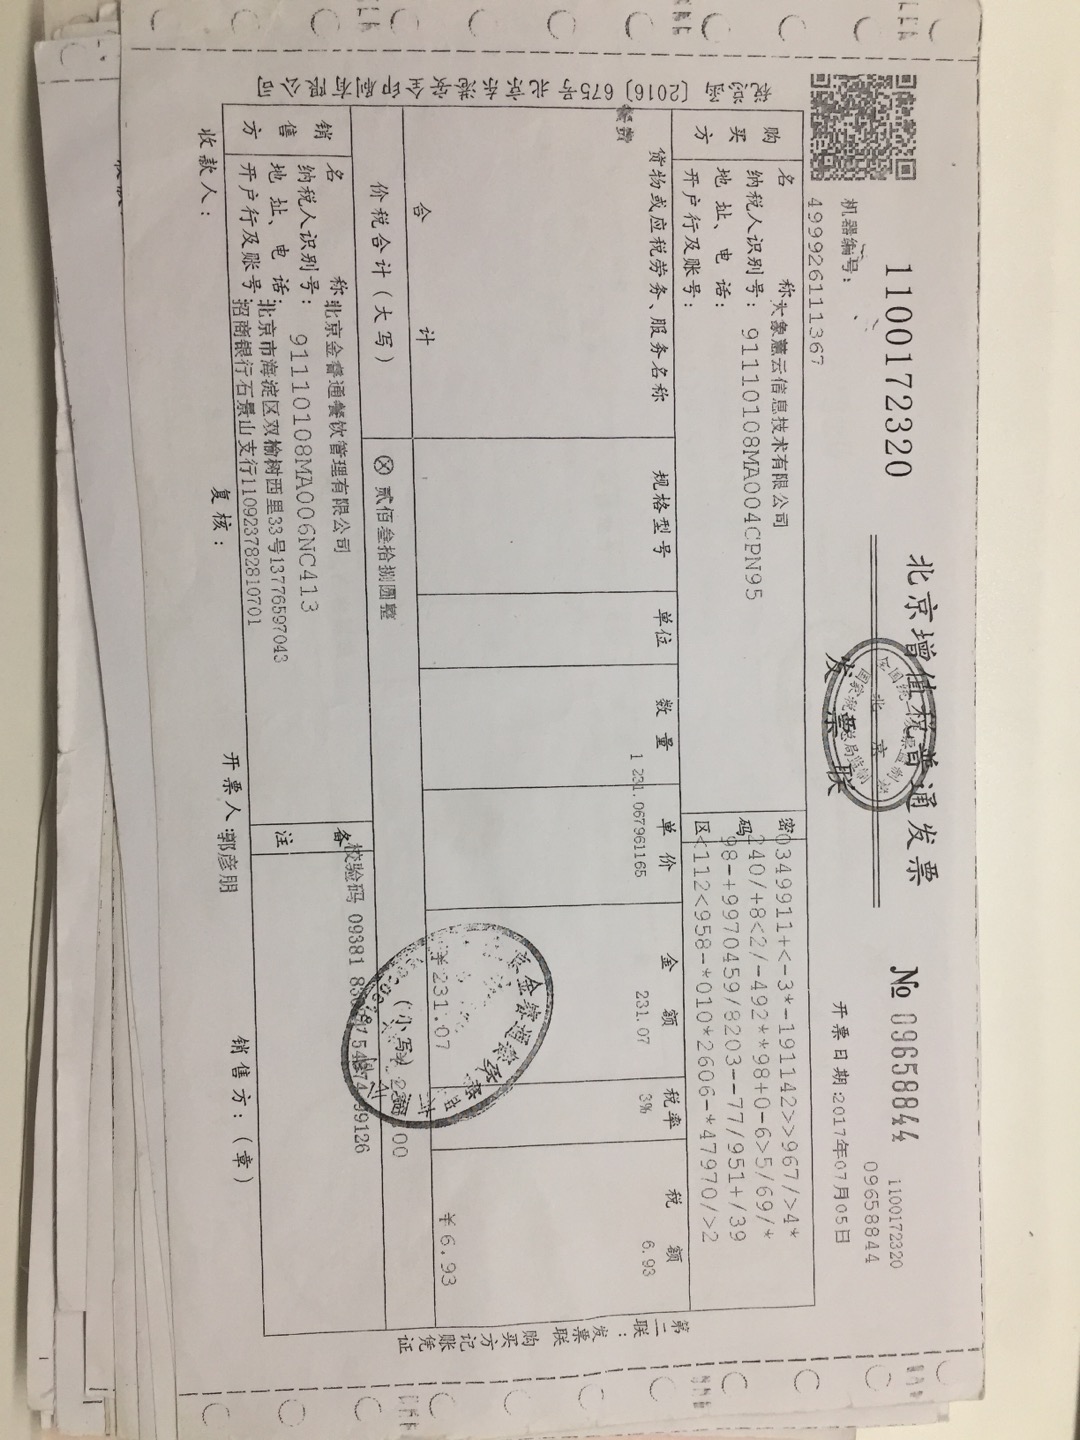 北京增值税普通发票
1100172320
№ 09658844
1100172320
09658844
全国统一发票监制章
北京
国家税务总局监制
发票联
机器编号:
499926111367
开票日期:2017年07月05日
税总函〔2016〕675号 北京东港安全印刷有限公司
购买方
名 称:大象慧云信息技术有限公司
纳税人识别号: 91110108MA004CPN95
地址、电话:
开户行及账号:
密码区
0349911+<-3*-191142>>967/>4*
240/+8<2/-492**98+0-6>5/69/*
98-+9970459/8203--77/951+/39
<112<958-*010*2606-*47970/>2
货物或应税劳务、服务名称 规格型号 单位 数量 单价 金额 税率 税额
餐费 1 231.067961165 231.07 3% 6.93
合计 ¥231.07 ¥6.93
价税合计(大写) ⊗ 贰佰叁拾捌圆整 (小写)
北京金睿通餐饮管理有限公司
销售方
名 称:北京金睿通餐饮管理有限公司
纳税人识别号: 91110108MA006NC413
地址、电话:北京市海淀区双榆树西里33号13776597043
开户行及账号:招商银行石景山支行110923782810701
备注
校验码 09381 54874 99126
收款人: 复核: 开票人:郭彦朋 销售方:(章)
第二联:发票联 购买方记账凭证